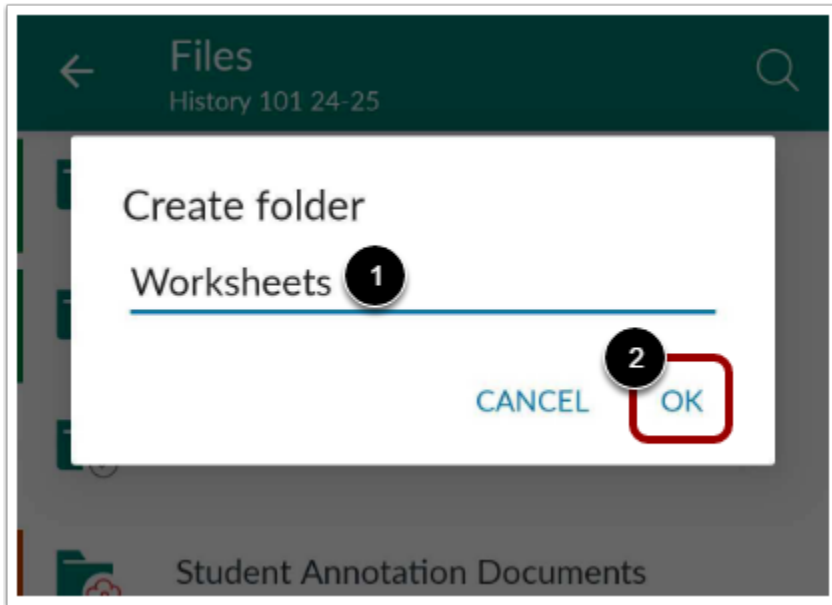 Files
History 101 24-25
Create folder
Worksheets 1
2
CANCEL OK
Student Annotation Documents